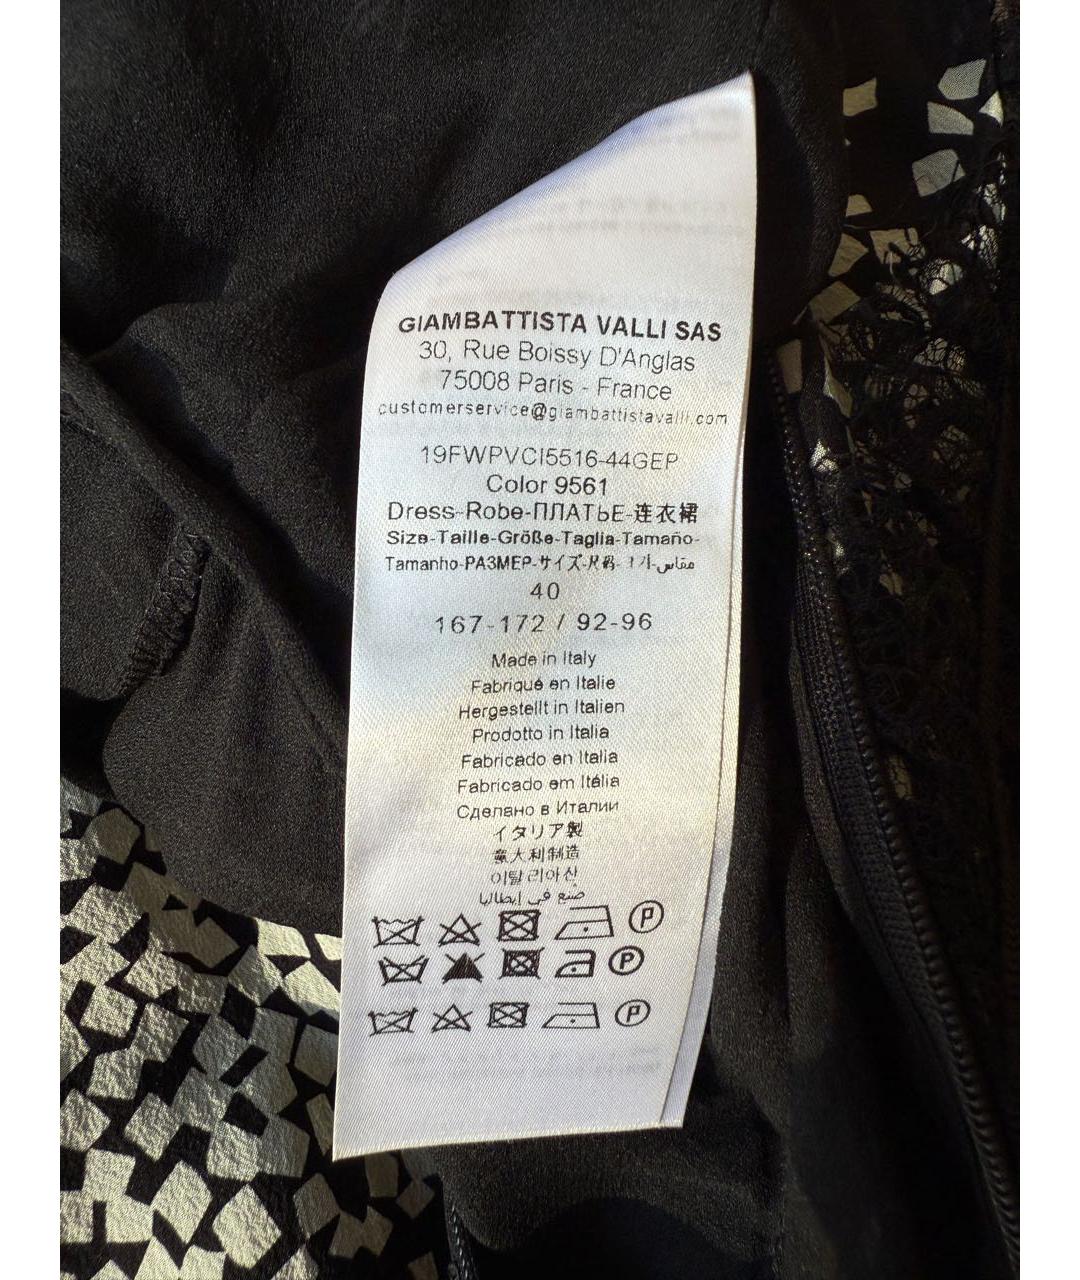 GIAMBATTISTA VALLI SAS
30, Rue Boissy D'Anglas
75008 Paris - France
customerservice@giambattistavalli.com
19FWPVCI5516-44GEP
Color 9561
Dress-Robe-ПЛАТЬЕ-连衣裙
Size-Taille-Größe-Taglia-Tamaño-
Tamanho-РАЗМЕР-サイズ-尺码- مقاس
40
167-172 / 92-96
Made in Italy
Fabriqué en Italie
Hergestellt in Italien
Prodotto in Italia
Fabricado en Italia
Fabricado em Itália
Сделано в Италии
イタリア製
意大利制造
이탈리아산
صنع في إيطاليا
P
P
P